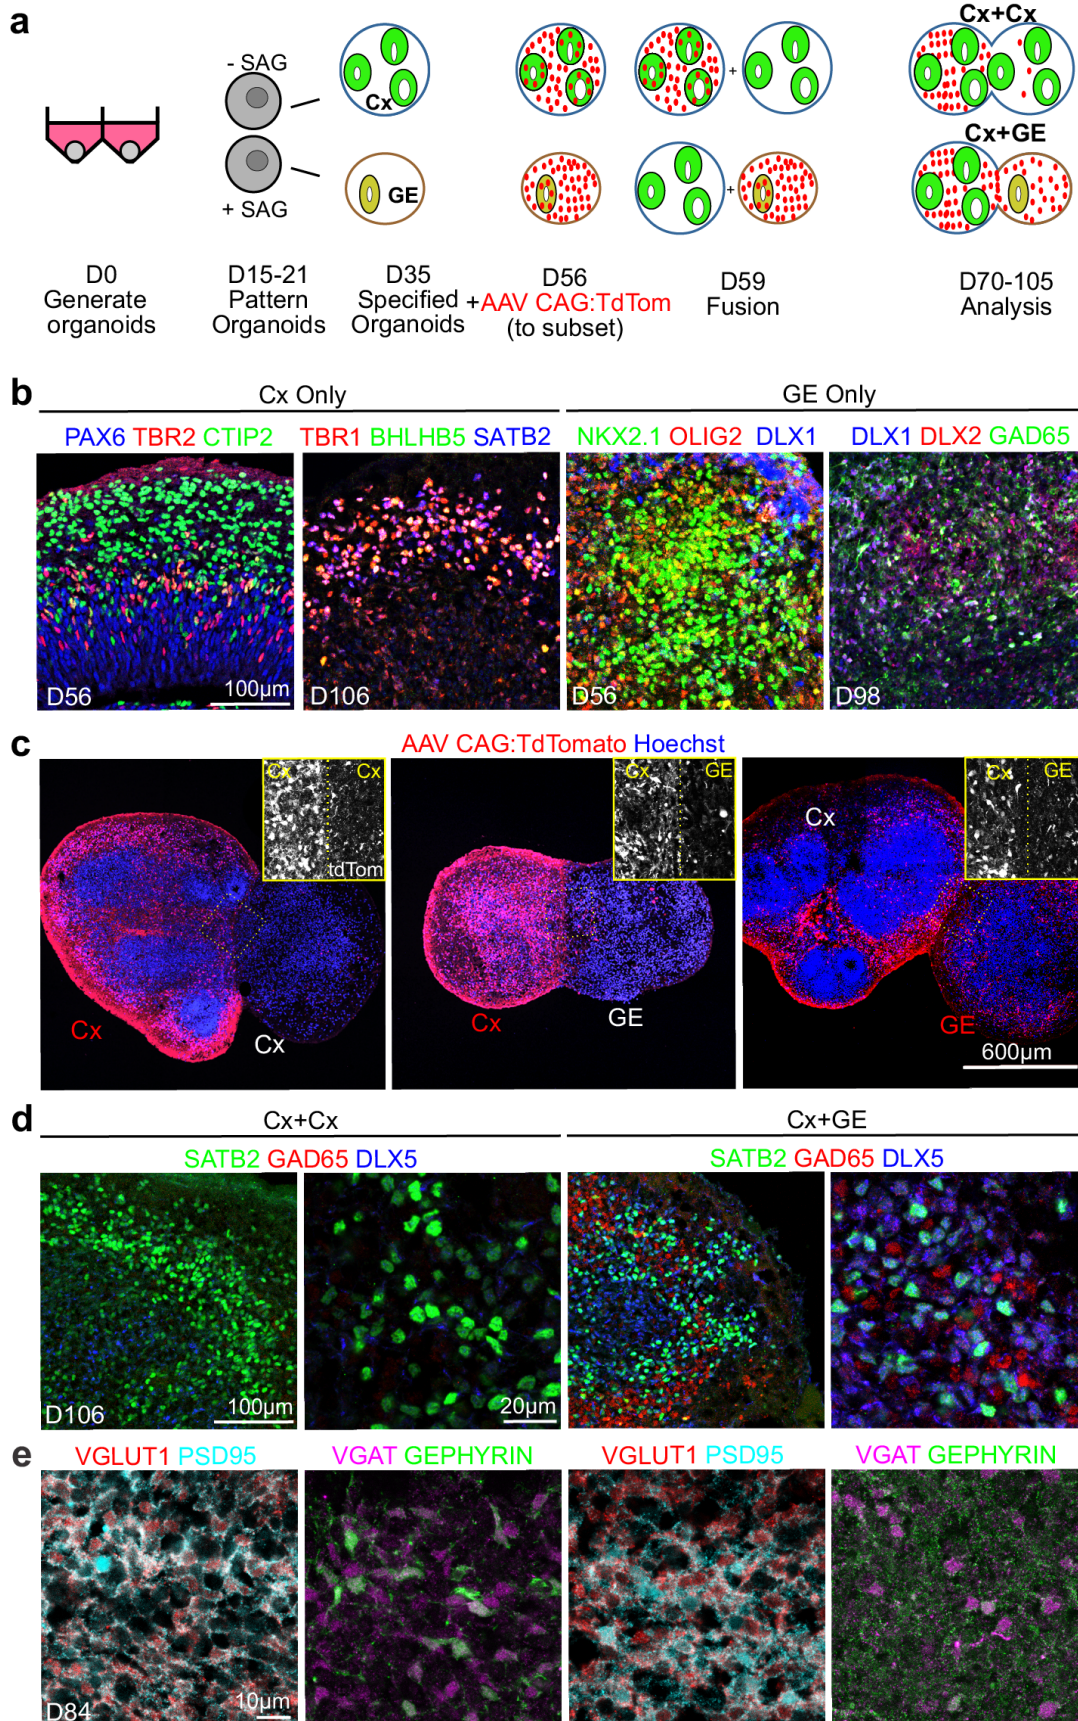 a
- SAG
+ SAG
Cx
GE
+
+
Cx+Cx
Cx+GE
D0
Generate
organoids
D15-21
Pattern
Organoids
D35
Specified
Organoids
D56
+AAV CAG:TdTom
(to subset)
D59
Fusion
D70-105
Analysis
b
Cx Only
GE Only
PAX6 TBR2 CTIP2
TBR1 BHLHB5 SATB2
NKX2.1 OLIG2 DLX1
DLX1 DLX2 GAD65
D56
100µm
D106
D56
D98
c
AAV CAG:TdTomato Hoechst
Cx
Cx
tdTom
Cx
Cx
Cx
GE
Cx
GE
Cx
GE
Cx
GE
600µm
d
Cx+Cx
Cx+GE
SATB2 GAD65 DLX5
SATB2 GAD65 DLX5
D106
100µm
20µm
e
VGLUT1 PSD95
VGAT GEPHYRIN
VGLUT1 PSD95
VGAT GEPHYRIN
D84
10µm